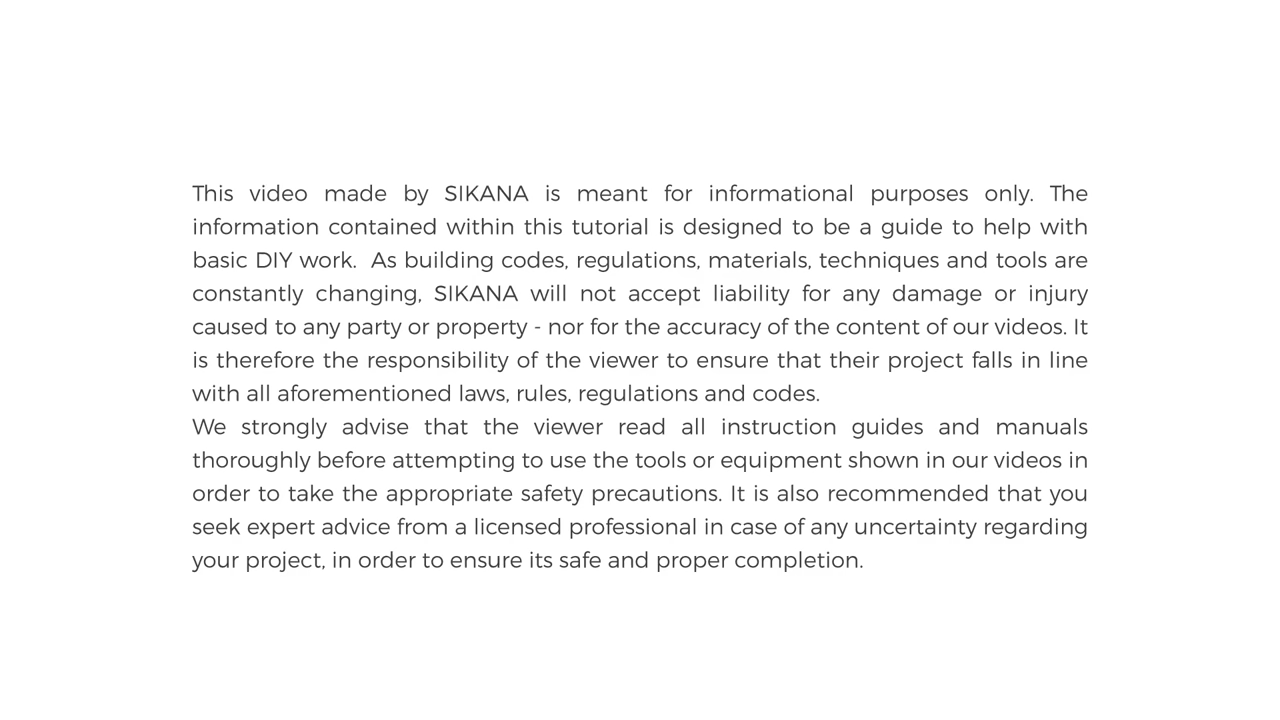 This video made by SIKANA is meant for informational purposes only. The
information contained within this tutorial is designed to be a guide to help with
basic DIY work.  As building codes, regulations, materials, techniques and tools are
constantly changing, SIKANA will not accept liability for any damage or injury
caused to any party or property - nor for the accuracy of the content of our videos. It
is therefore the responsibility of the viewer to ensure that their project falls in line
with all aforementioned laws, rules, regulations and codes.
We strongly advise that the viewer read all instruction guides and manuals
thoroughly before attempting to use the tools or equipment shown in our videos in
order to take the appropriate safety precautions. It is also recommended that you
seek expert advice from a licensed professional in case of any uncertainty regarding
your project, in order to ensure its safe and proper completion.